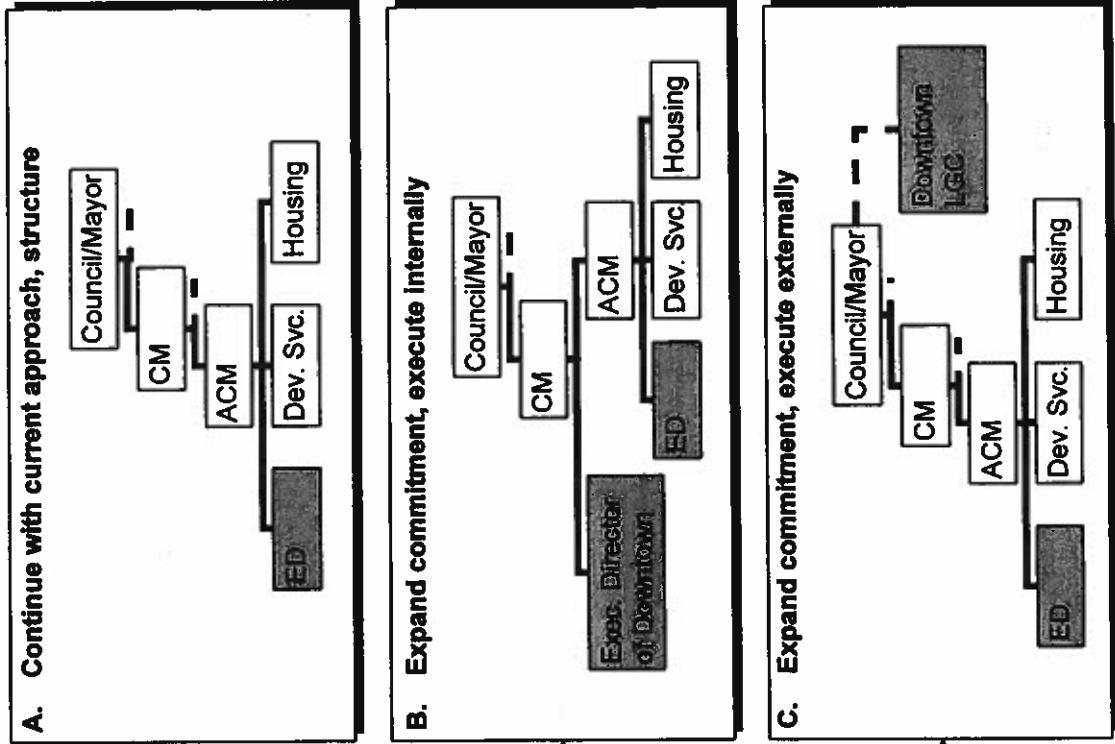 A. Continue with current approach, structure
Council/Mayor
CM
ACM
ED
Dev. Svc.
Housing
B. Expand commitment, execute internally
Council/Mayor
CM
Exec. Director
of Downtown
ACM
ED
Dev. Svc.
Housing
C. Expand commitment, execute externally
Council/Mayor
CM
Downtown
LGC
ACM
ED
Dev. Svc.
Housing